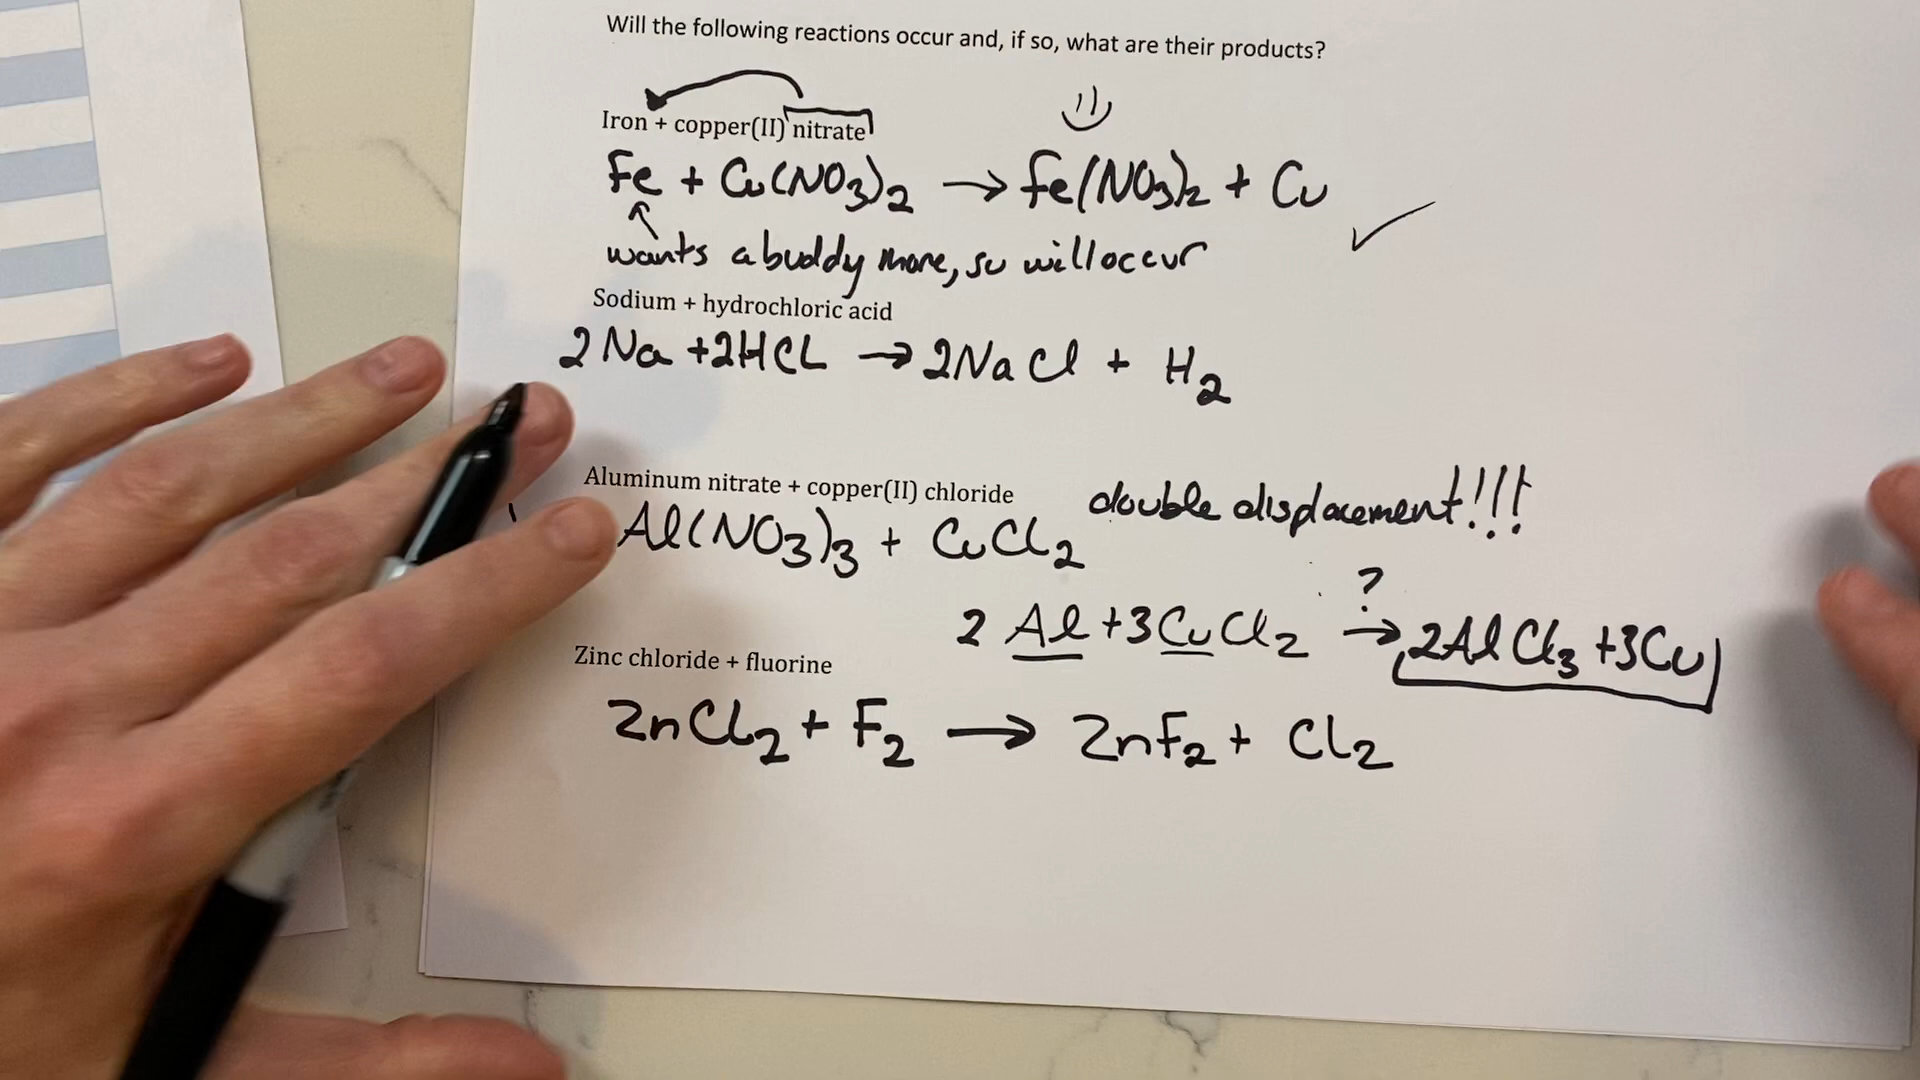 Will the following reactions occur and, if so, what are their products?
Iron + copper(II) nitrate
Fe + Cu(NO3)2 → Fe(NO3)2 + Cu
wants a buddy more, so will occur
Sodium + hydrochloric acid
2Na + 2HCl → 2NaCl + H2
Aluminum nitrate + copper(II) chloride
double displacement!!!
Al(NO3)3 + CuCl2
?
2 Al + 3CuCl2 → 2AlCl3 + 3Cu
Zinc chloride + fluorine
ZnCl2 + F2 → ZnF2 + Cl2